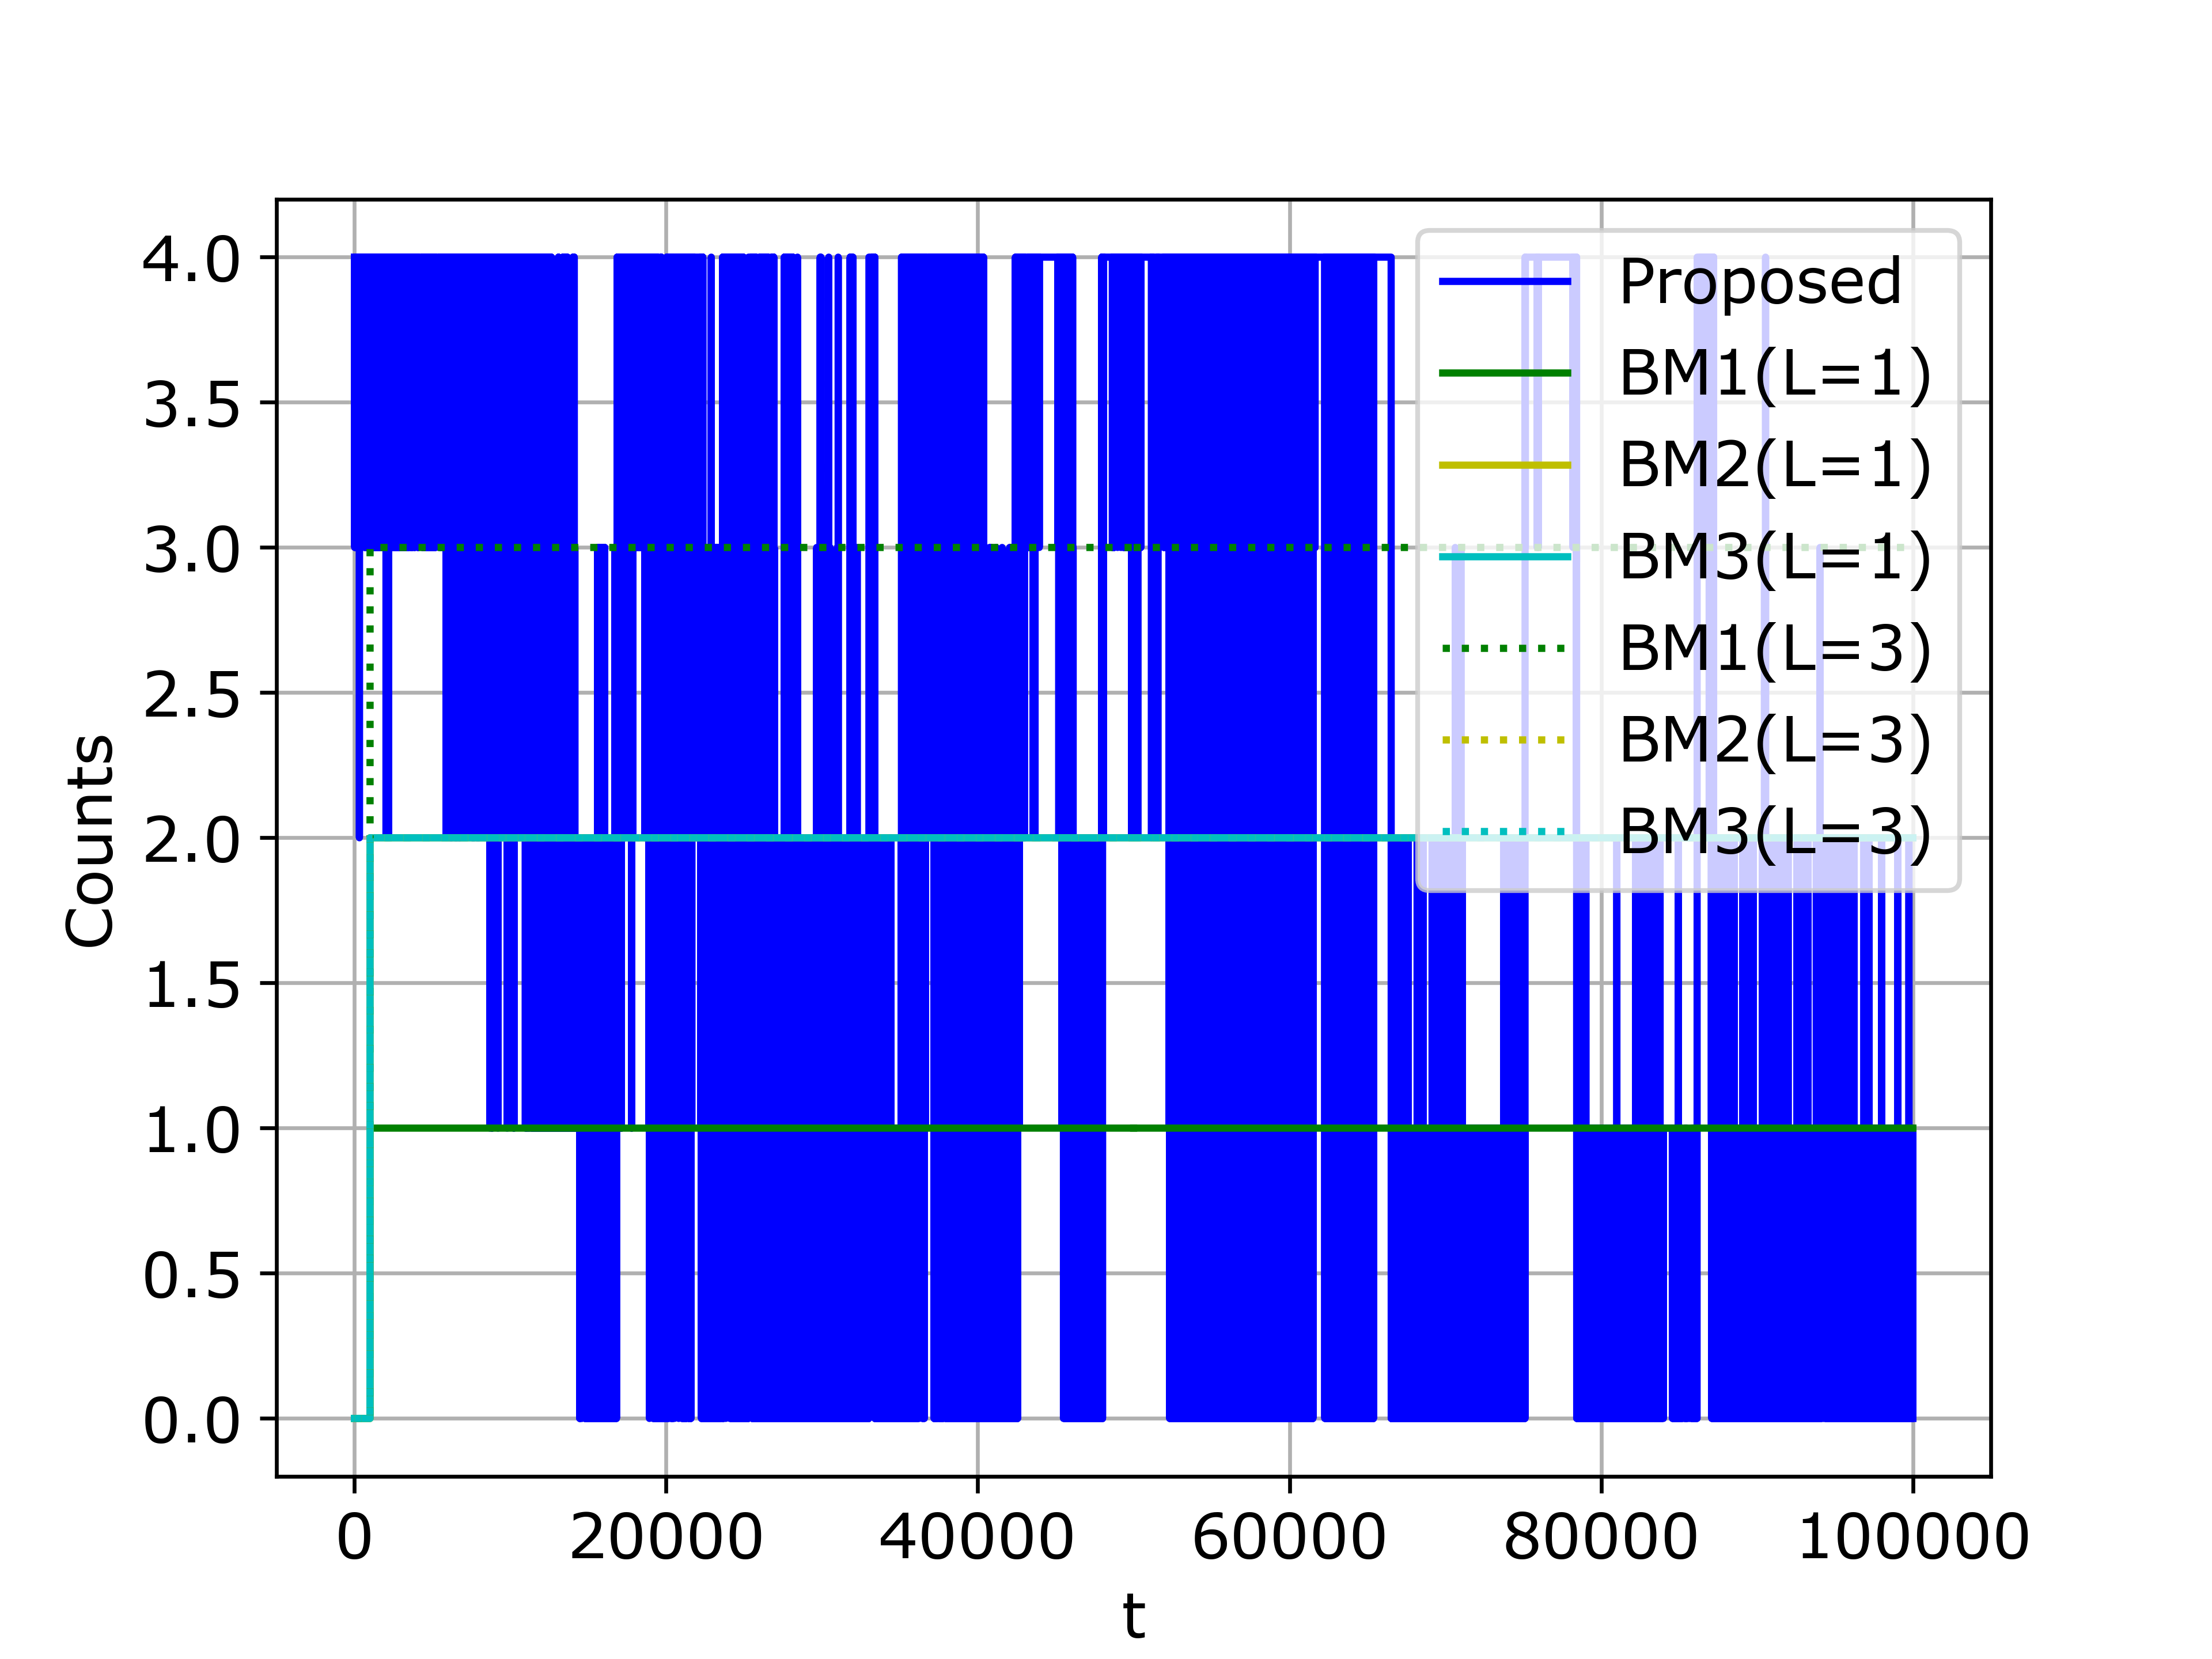 4.0
3.5
3.0
2.5
2.0
1.5
1.0
0.5
0.0
Counts
0 20000 40000 60000 80000 100000
t
Proposed
BM1(L=1)
BM2(L=1)
BM3(L=1)
BM1(L=3)
BM2(L=3)
BM3(L=3)